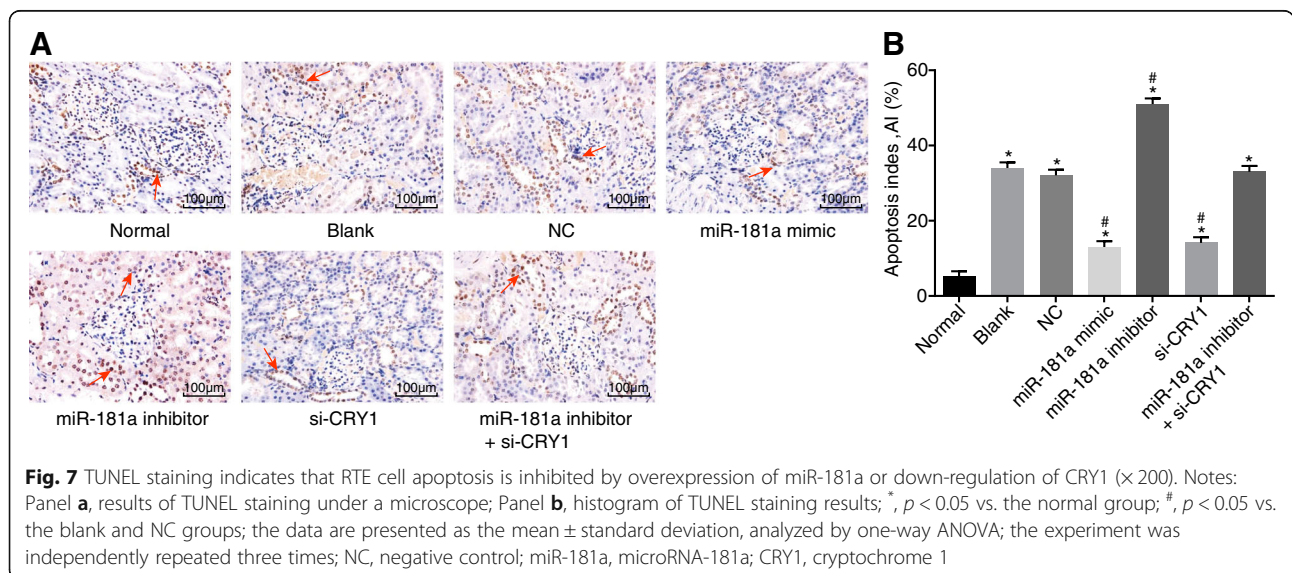 A
100μm
100μm
100μm
100μm
Normal
Blank
NC
miR-181a mimic
100μm
100μm
100μm
miR-181a inhibitor
si-CRY1
miR-181a inhibitor
+ si-CRY1
B
Apoptosis indes ,AI (%)
60
40
20
0
*
*
#
*
#
*
#
*
*
Normal
Blank
NC
miR-181a mimic
miR-181a inhibitor
si-CRY1
miR-181a inhibitor
+ si-CRY1
Fig. 7 TUNEL staining indicates that RTE cell apoptosis is inhibited by overexpression of miR-181a or down-regulation of CRY1 (× 200). Notes:
Panel a, results of TUNEL staining under a microscope; Panel b, histogram of TUNEL staining results; *, p < 0.05 vs. the normal group; #, p < 0.05 vs.
the blank and NC groups; the data are presented as the mean ± standard deviation, analyzed by one-way ANOVA; the experiment was
independently repeated three times; NC, negative control; miR-181a, microRNA-181a; CRY1, cryptochrome 1